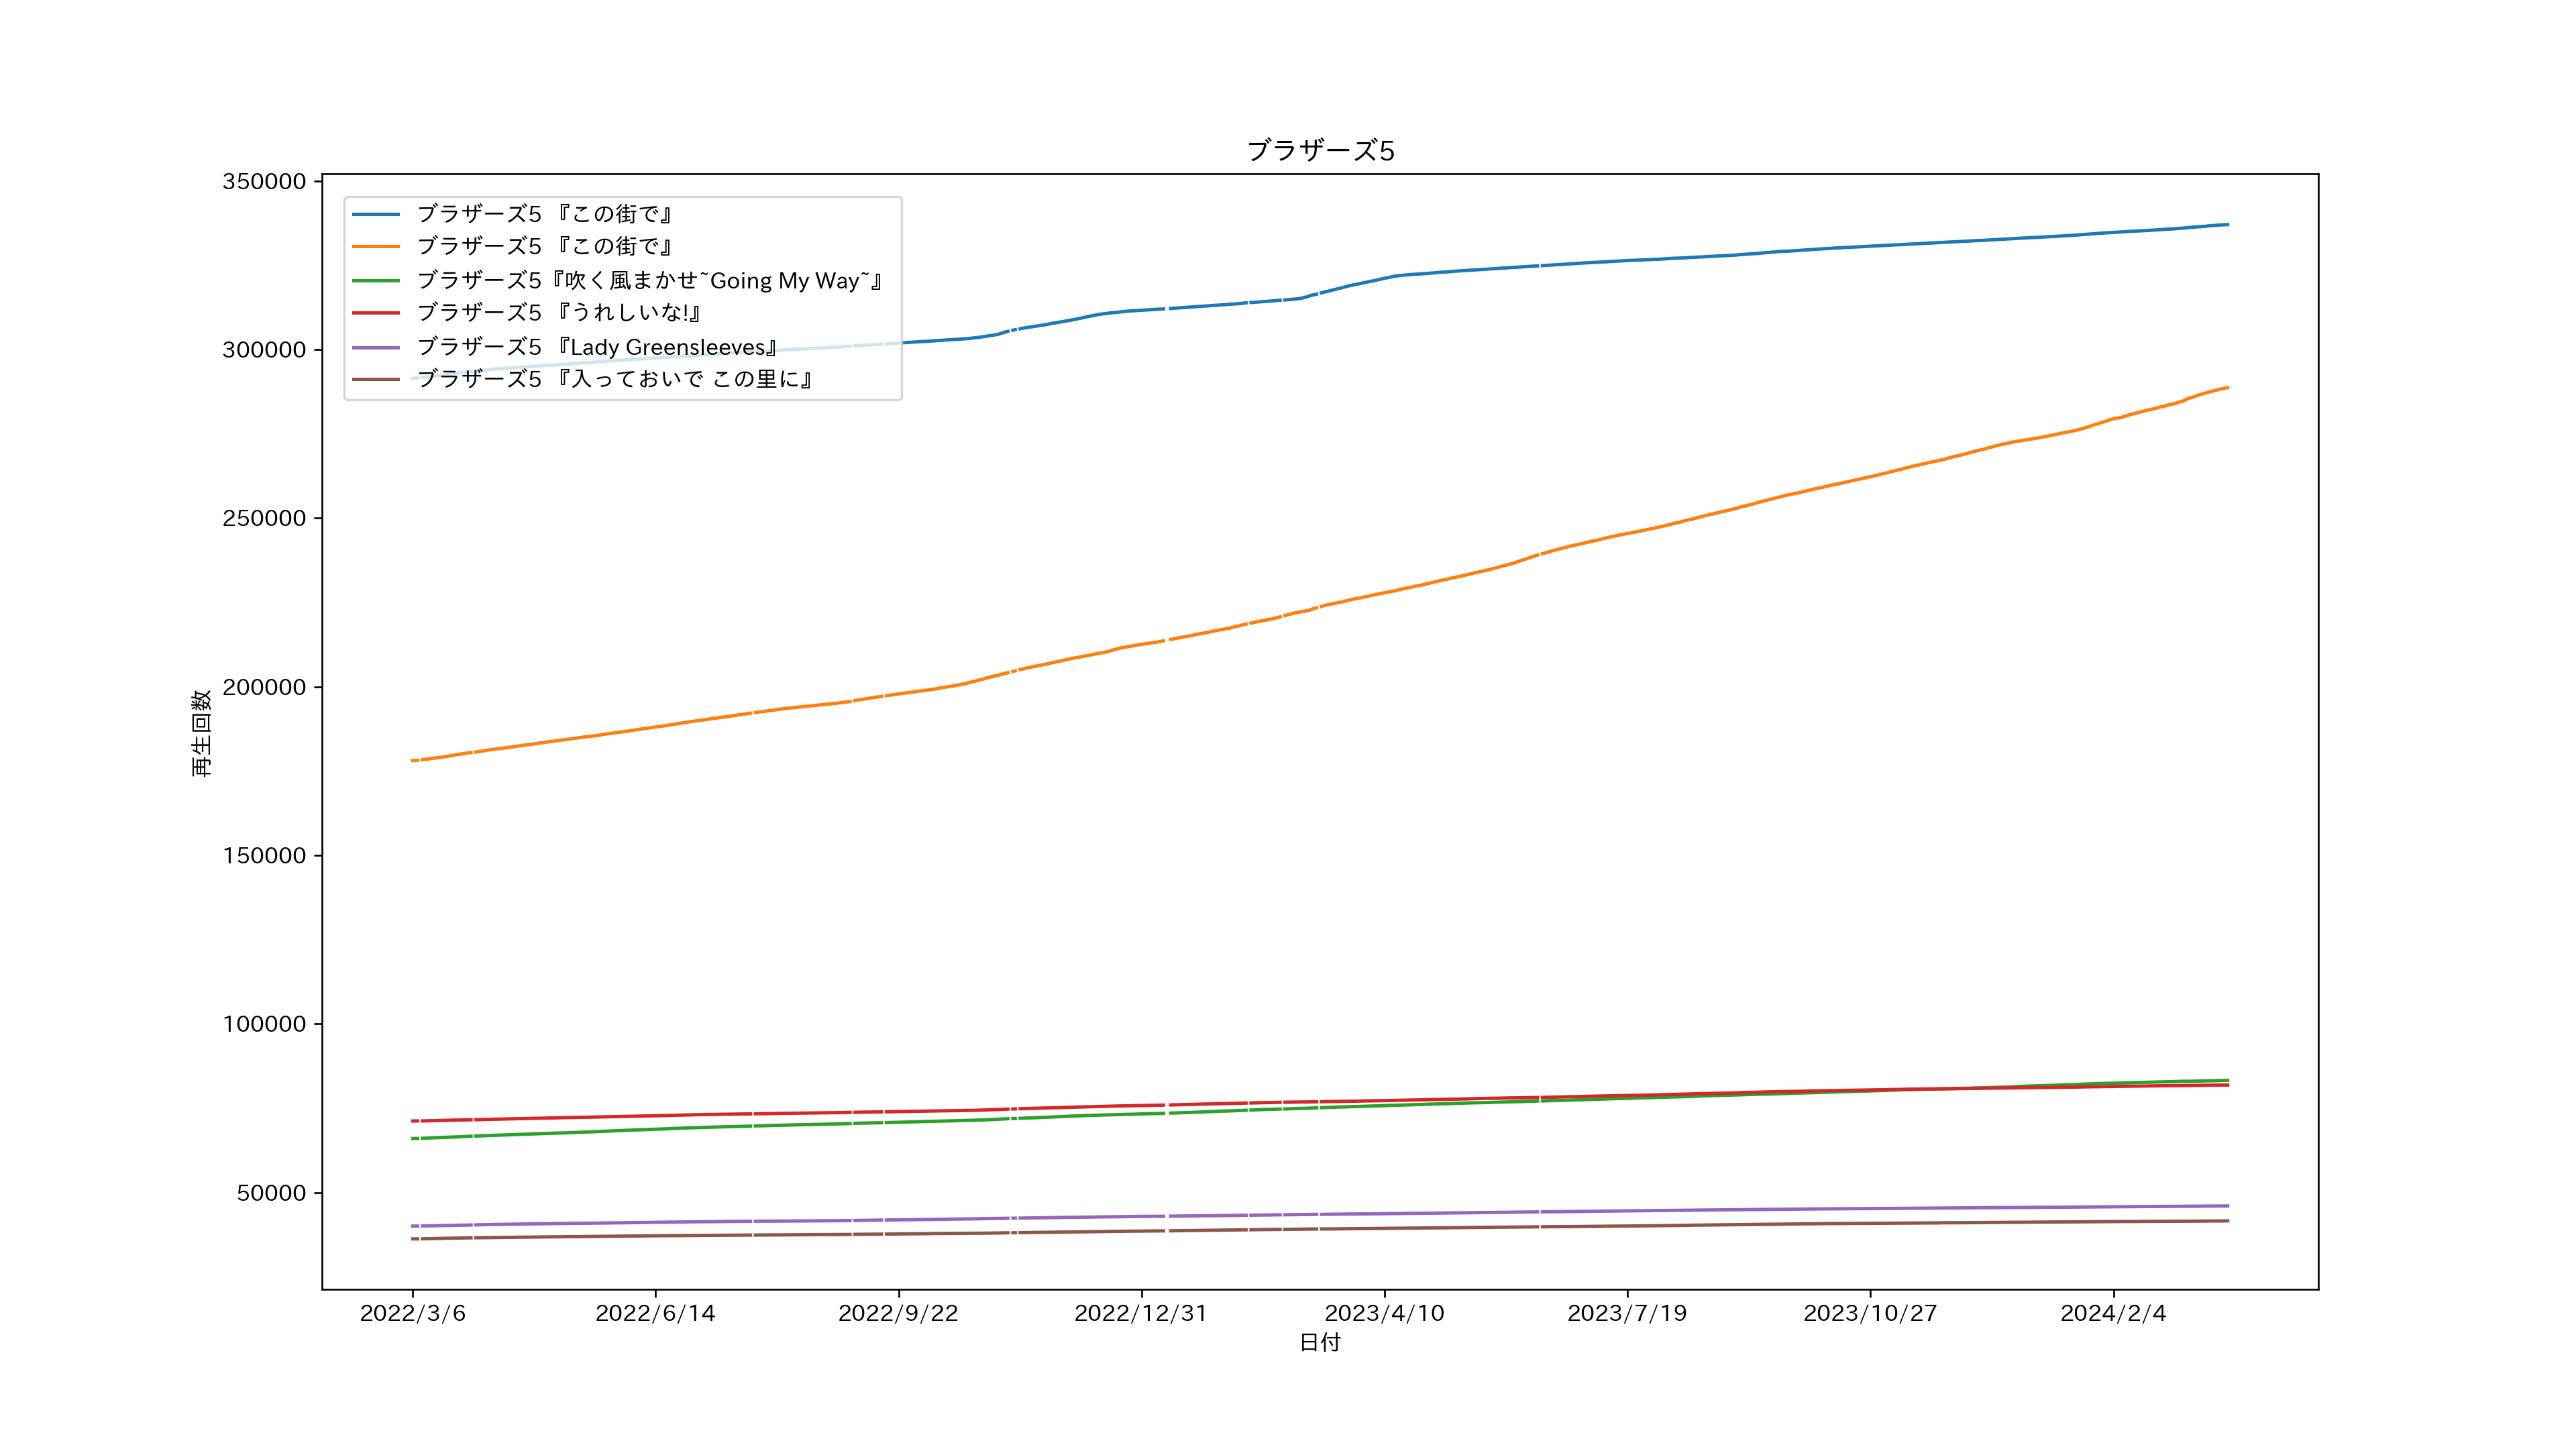 ブラザーズ5
350000
300000
250000
200000
150000
100000
50000
再生回数
ブラザーズ5 『この街で』
ブラザーズ5 『この街で』
ブラザーズ5『吹く風まかせ~Going My Way~』
ブラザーズ5 『うれしいな!』
ブラザーズ5 『Lady Greensleeves』
ブラザーズ5 『入っておいで この里に』
2022/3/6 2022/6/14 2022/9/22 2022/12/31 2023/4/10 2023/7/19 2023/10/27 2024/2/4
日付